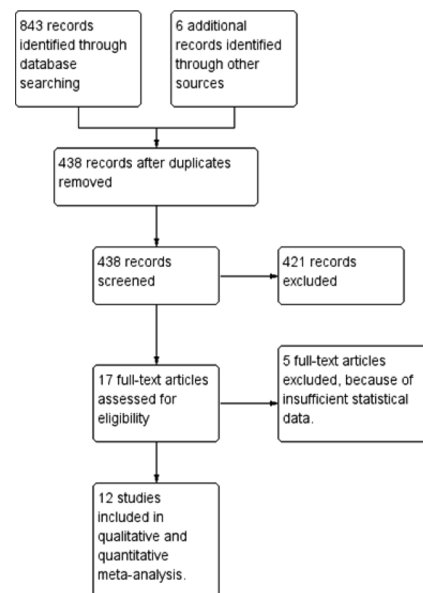 843 records
identified through
database
searching
6 additional
records identified
through other
sources
438 records after duplicates
removed
438 records
screened
421 records
excluded
17 full-text articles
assessed for
eligibility
5 full-text articles
excluded, because of
insufficient statistical
data.
12 studies
included in
qualitative and
quantitative
meta-analysis.